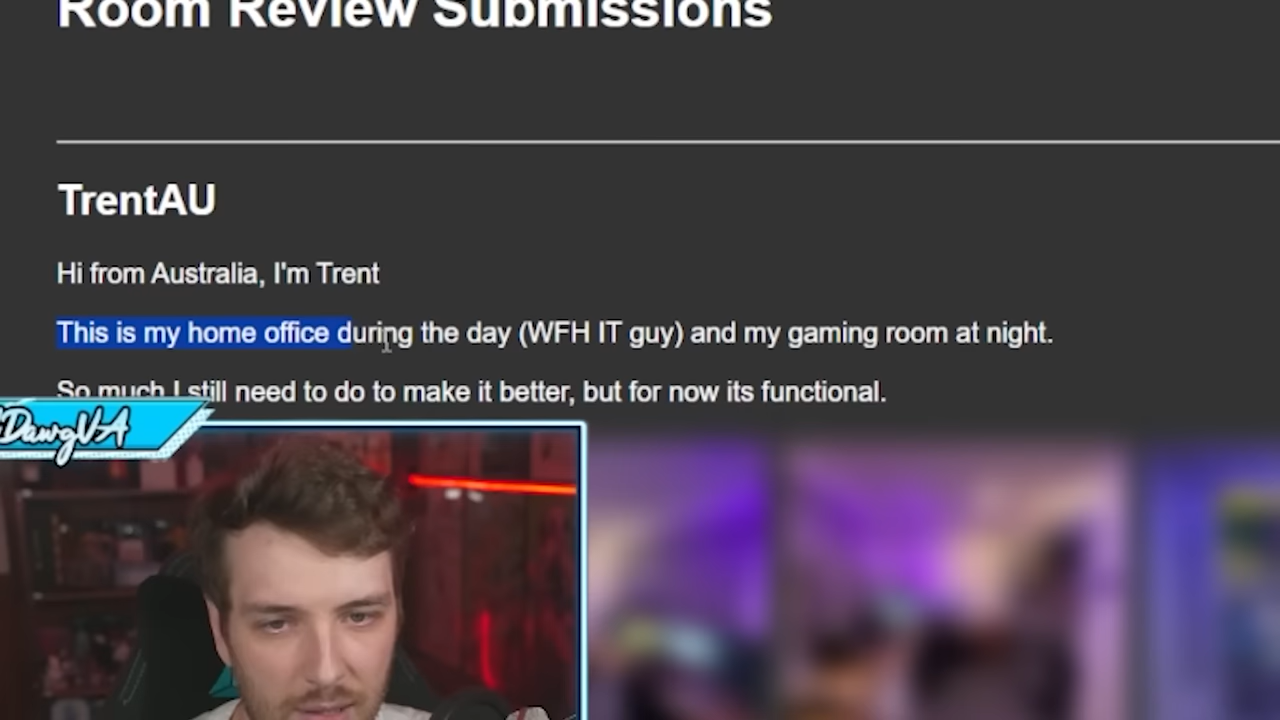 Room Review Submissions
TrentAU
Hi from Australia, I'm Trent
This is my home office during the day (WFH IT guy) and my gaming room at night.
So much I still need to do to make it better, but for now its functional.
DawgVA